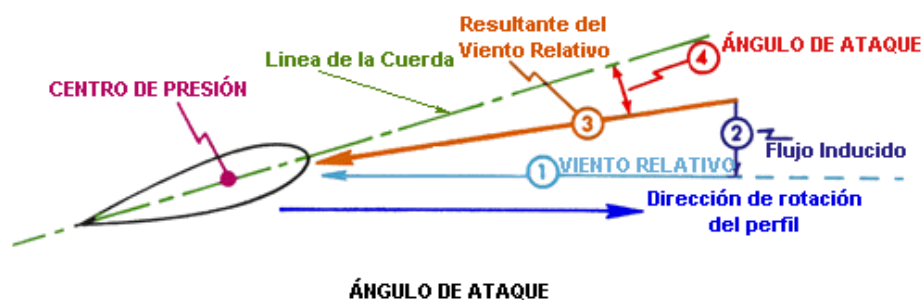 Resultante del
Viento Relativo
ÁNGULO DE ATAQUE
4
Linea de la Cuerda
CENTRO DE PRESIÓN
3
2
Flujo Inducido
1
VIENTO RELATIVO
Dirección de rotación
del perfil
ÁNGULO DE ATAQUE